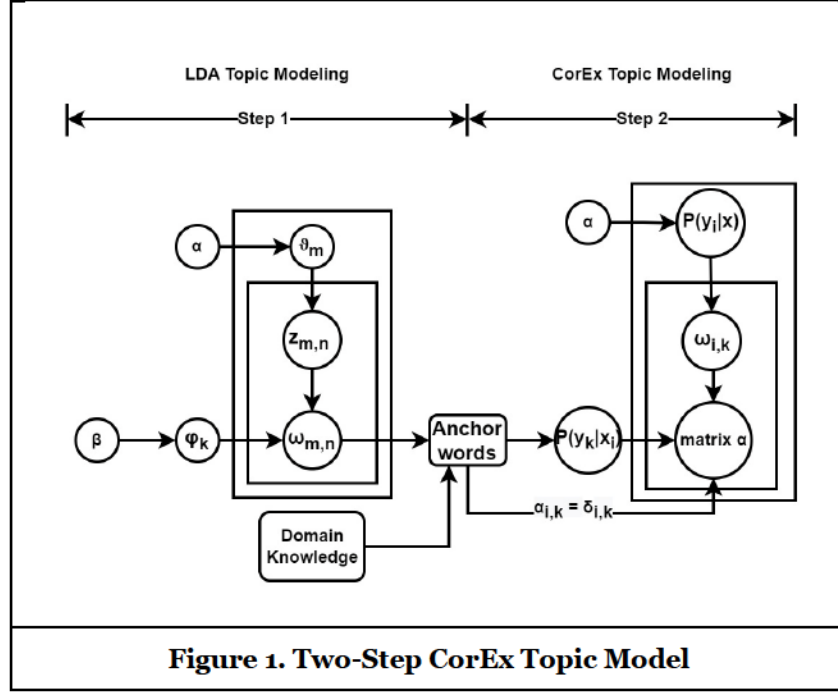 LDA Topic Modeling
CorEx Topic Modeling
Step 1
Step 2
α
ϑm
α
P(yi|x)
zm,n
ωi,k
β
φk
ωm,n
Anchor
words
P(yk|xi)
matrix α
αi,k = δi,k
Domain
Knowledge
Figure 1. Two-Step CorEx Topic Model